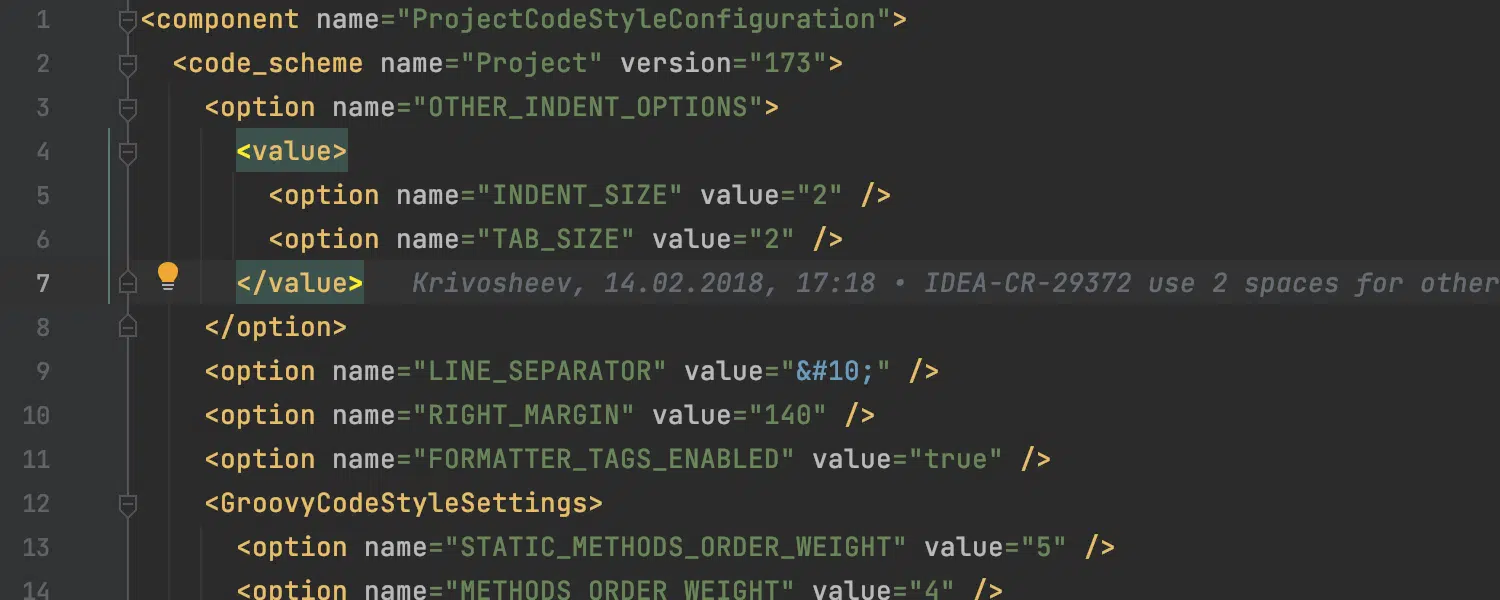 1 <component name="ProjectCodeStyleConfiguration">
2 <code_scheme name="Project" version="173">
3 <option name="OTHER_INDENT_OPTIONS">
4 <value>
5 <option name="INDENT_SIZE" value="2" />
6 <option name="TAB_SIZE" value="2" />
7 </value> Krivosheev, 14.02.2018, 17:18 • IDEA-CR-29372 use 2 spaces for other
8 </option>
9 <option name="LINE_SEPARATOR" value="&#10;" />
10 <option name="RIGHT_MARGIN" value="140" />
11 <option name="FORMATTER_TAGS_ENABLED" value="true" />
12 <GroovyCodeStyleSettings>
13 <option name="STATIC_METHODS_ORDER_WEIGHT" value="5" />
14 <option name="METHODS_ORDER_WEIGHT" value="4" />